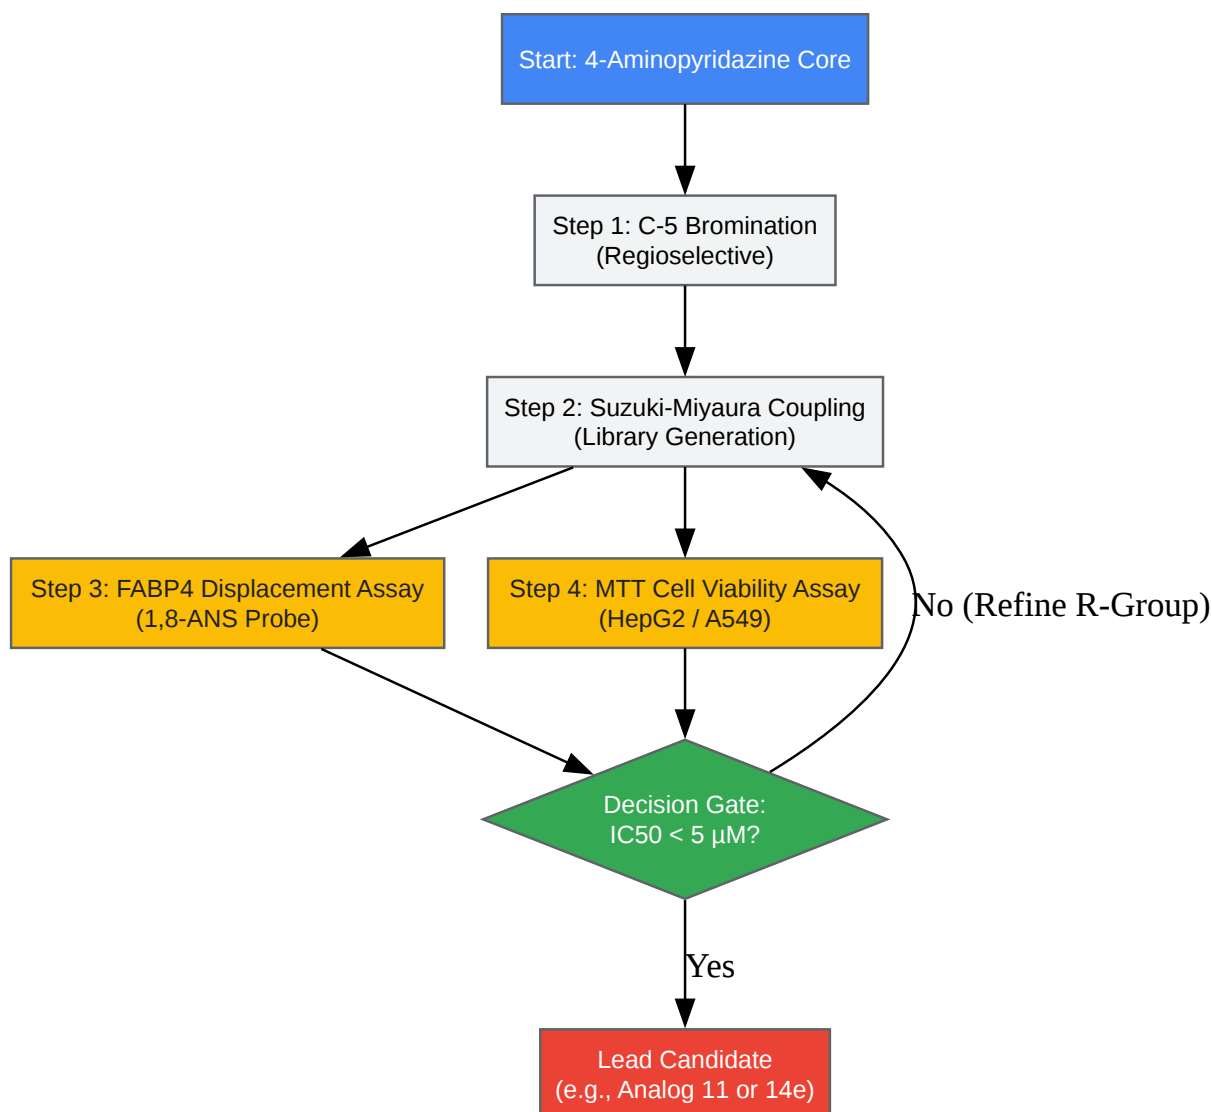 Start: 4-Aminopyridazine Core
Step 1: C-5 Bromination
(Regioselective)
Step 2: Suzuki-Miyaura Coupling
(Library Generation)
Step 3: FABP4 Displacement Assay
(1,8-ANS Probe)
Step 4: MTT Cell Viability Assay
(HepG2 / A549)
No (Refine R-Group)
Decision Gate:
IC50 < 5 µM?
Yes
Lead Candidate
(e.g., Analog 11 or 14e)